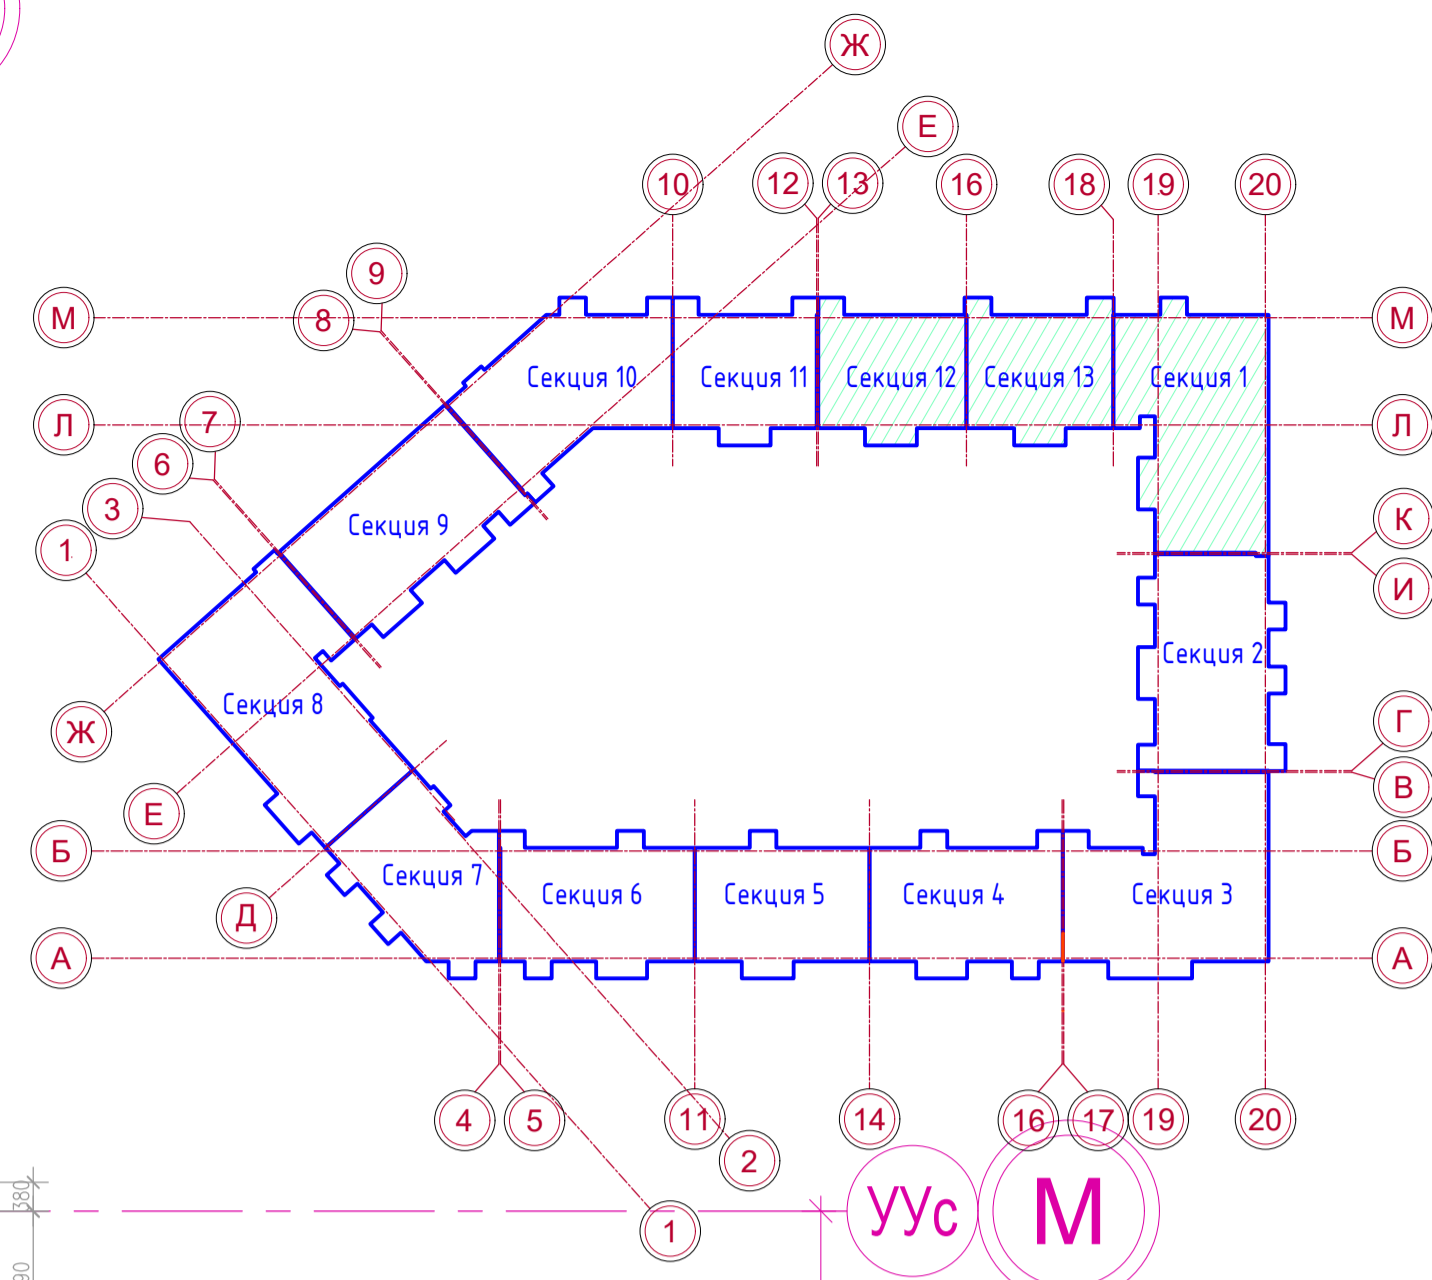 Ж
Е
10
12
13
16
18
19
20
9
8
М
М
Секция 10
Секция 11
Секция 12
Секция 13
Секция 1
7
Л
Л
6
3
1
Секция 9
К
И
Секция 2
Секция 8
Ж
Г
В
Е
Б
Б
Секция 7
Секция 6
Секция 5
Секция 4
Секция 3
Д
А
А
4
5
11
14
16
17
19
20
2
380
1
УУс
М
90